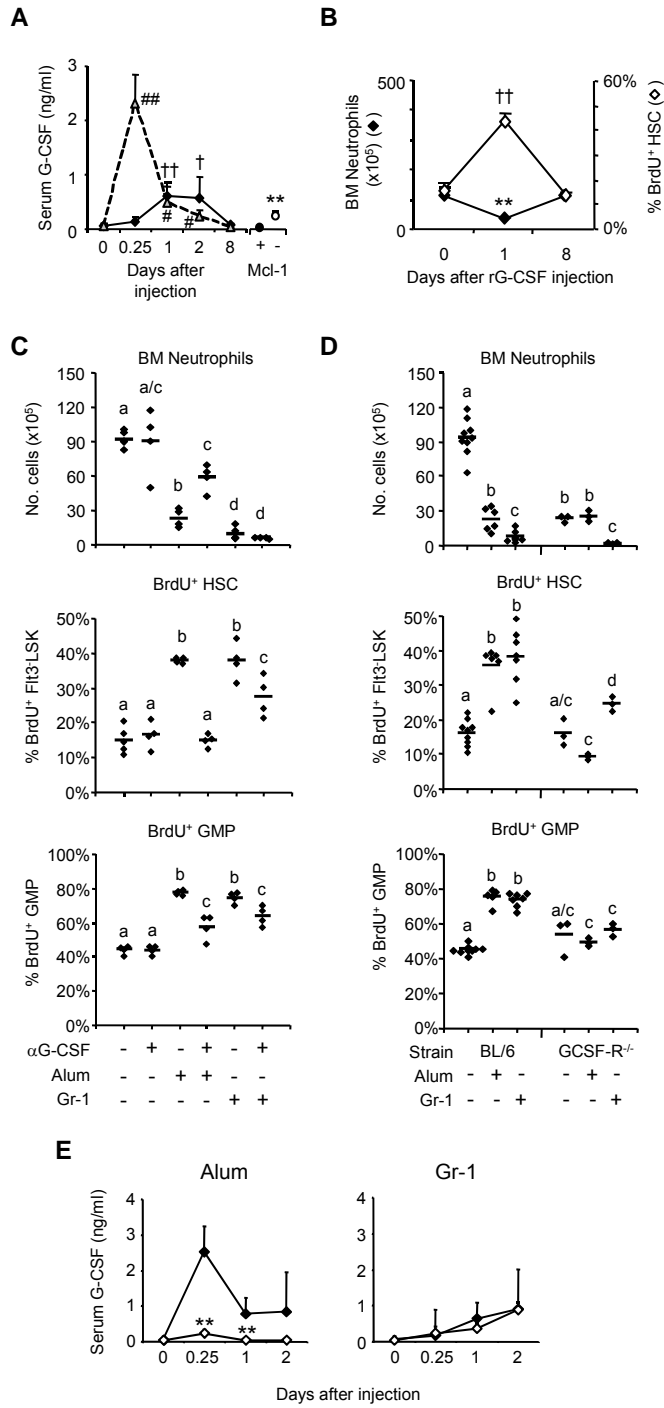 A
Serum G-CSF (ng/ml)
3
2
1
0
##
††
†
#
#
**
0 0.25 1 2 8 + -
Days after injection
Mcl-1
B
BM Neutrophils (x10⁵) (◆)
500
0
††
**
60%
0%
% BrdU⁺ HSC (◇)
0 1 8
Days after rG-CSF injection
C
BM Neutrophils
No. cells (x10⁵)
150
120
90
60
30
0
a a/c b c d d
BrdU⁺ HSC
% BrdU⁺ Flt3⁻LSK
50%
40%
30%
20%
10%
0%
a a b a b c
BrdU⁺ GMP
% BrdU⁺ GMP
100%
80%
60%
40%
20%
0%
a a b c b c
αG-CSF - + - + - +
Alum - - + + - -
Gr-1 - - - - + +
D
BM Neutrophils
No. cells (x10⁵)
150
120
90
60
30
0
a b c b b c
BrdU⁺ HSC
% BrdU⁺ Flt3⁻LSK
50%
40%
30%
20%
10%
0%
a b b a/c c d
BrdU⁺ GMP
% BrdU⁺ GMP
100%
80%
60%
40%
20%
0%
a b b a/c c c
Strain BL/6 GCSF-R⁻/⁻
Alum - + - - + -
Gr-1 - - + - - +
E
Alum
Serum G-CSF (ng/ml)
4
3
2
1
0
** **
0 0.25 1 2
Gr-1
4
3
2
1
0
0 0.25 1 2
Days after injection